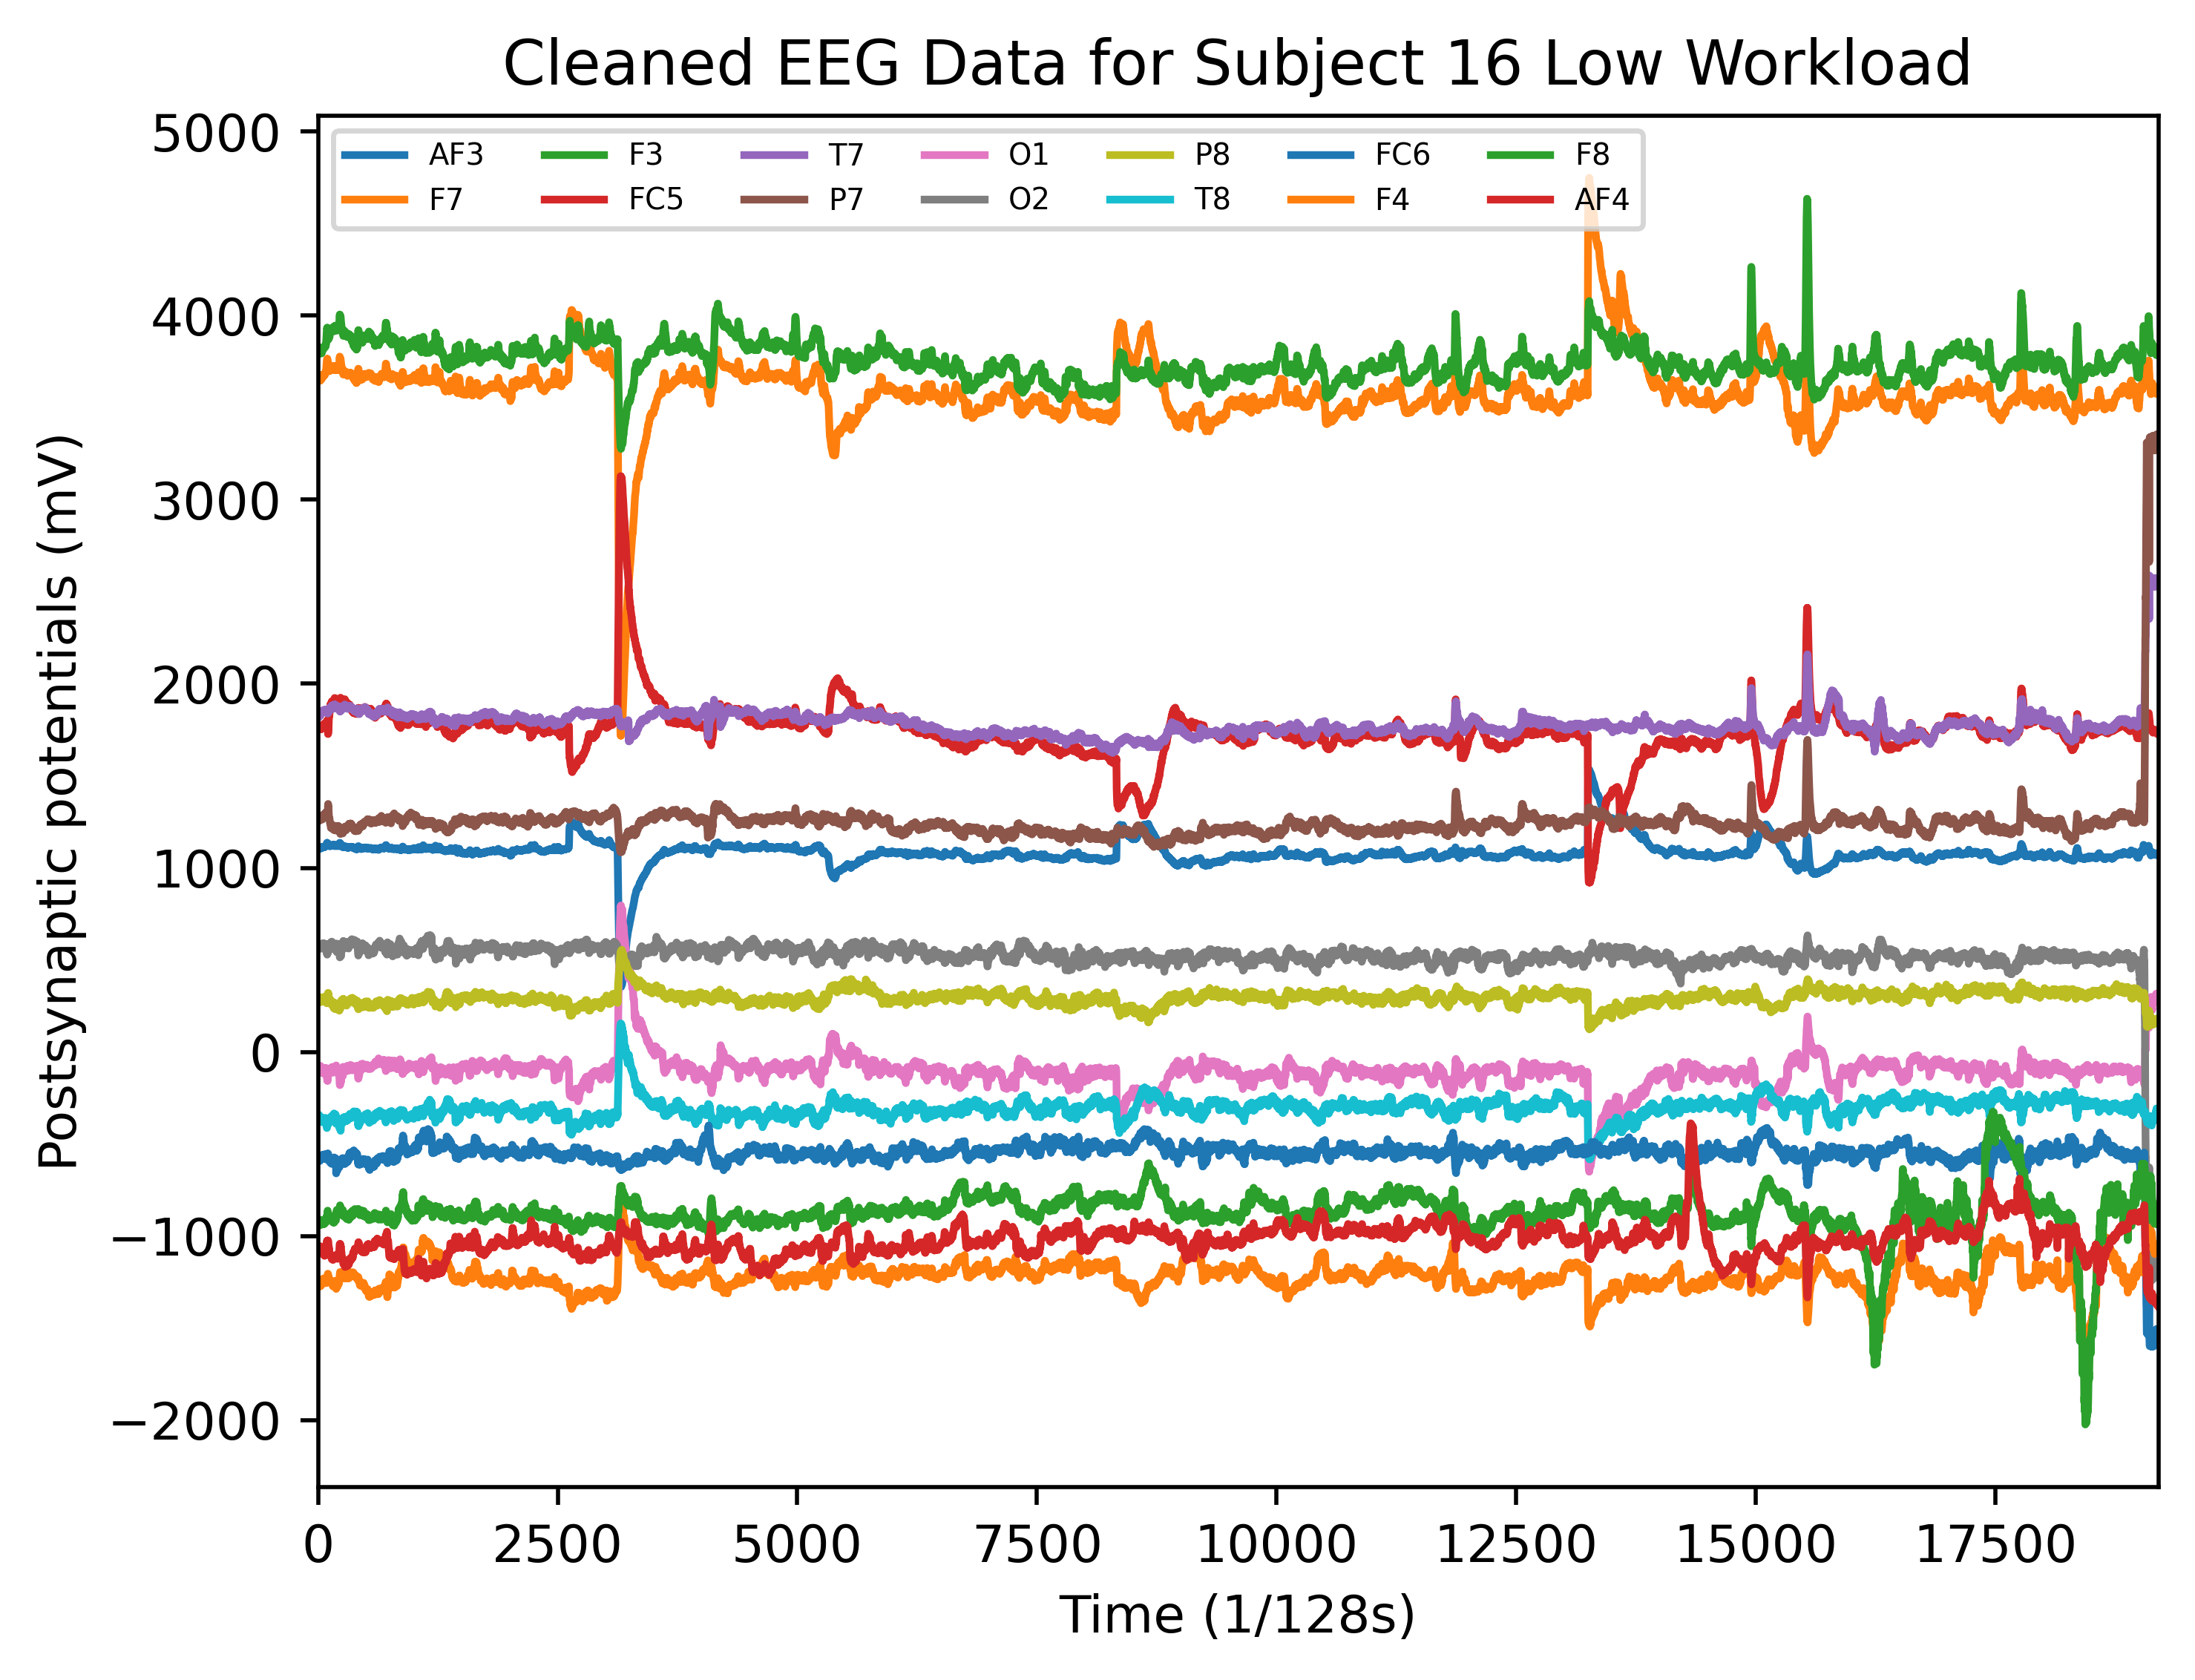 Cleaned EEG Data for Subject 16 Low Workload
5000
4000
3000
2000
1000
0
−1000
−2000
Postsynaptic potentials (mV)
AF3 F3 T7 O1 P8 FC6 F8
F7 FC5 P7 O2 T8 F4 AF4
0 2500 5000 7500 10000 12500 15000 17500
Time (1/128s)